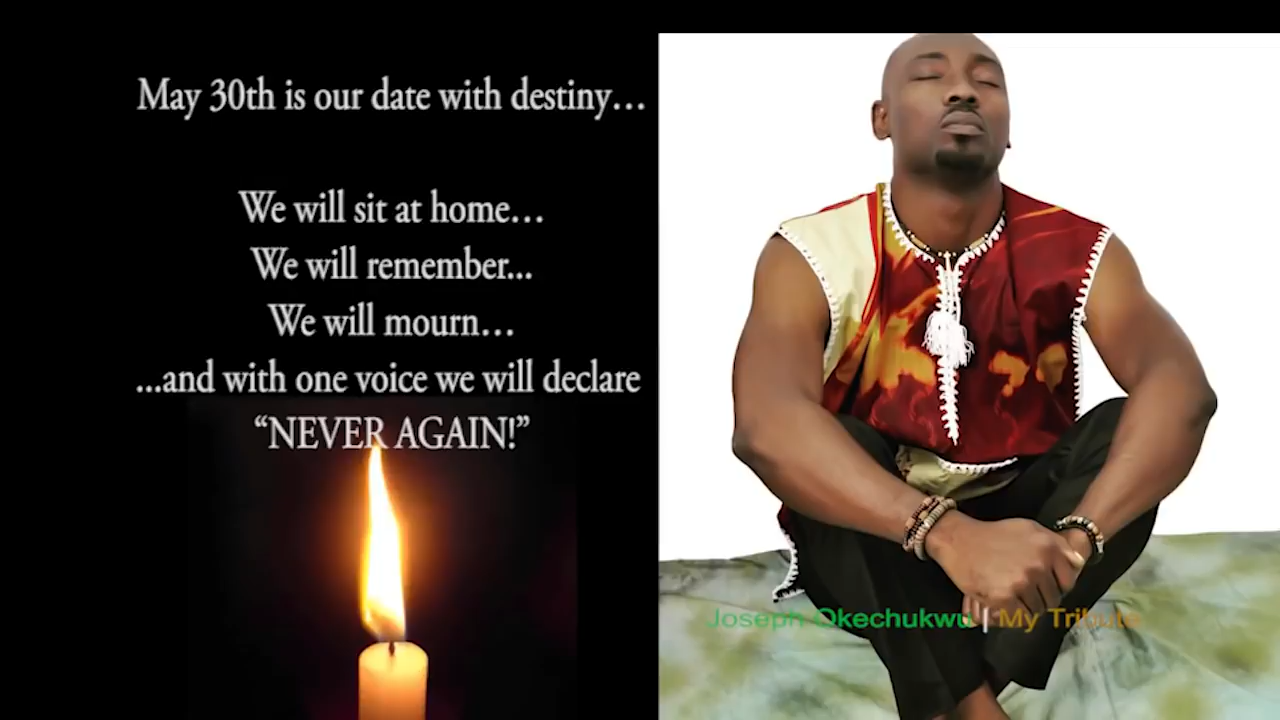 May 30th is our date with destiny…
We will sit at home…
We will remember...
We will mourn…
...and with one voice we will declare
“NEVER AGAIN!”
Joseph Okechukwu | My Tribute